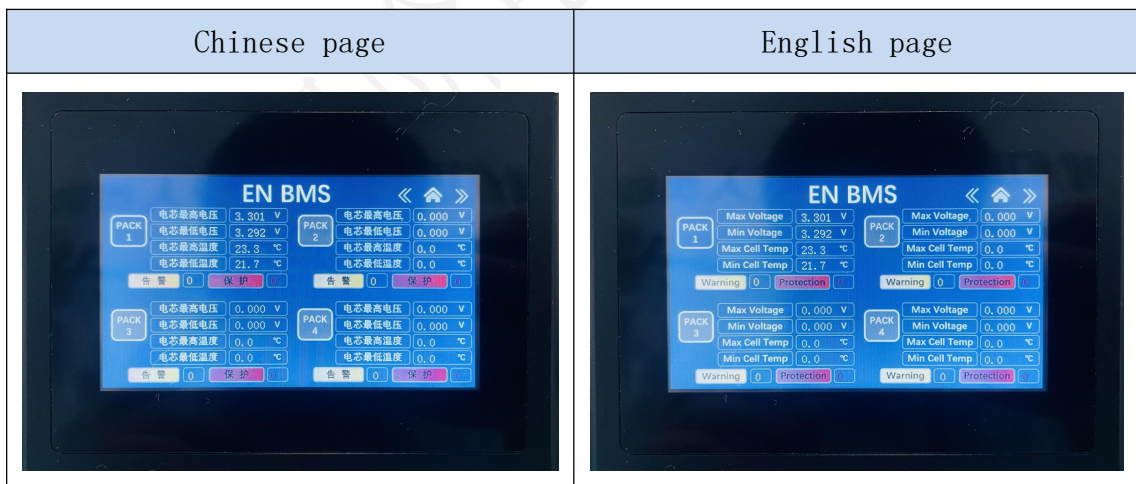 Chinese page
English page
EN BMS
PACK 1
电芯最高电压 3.301 V
电芯最低电压 3.292 V
电芯最高温度 23.3 ℃
电芯最低温度 21.7 ℃
告警 0 保护 0
PACK 2
电芯最高电压 0.000 V
电芯最低电压 0.000 V
电芯最高温度 0.0 ℃
电芯最低温度 0.0 ℃
告警 0 保护 0
PACK 3
电芯最高电压 0.000 V
电芯最低电压 0.000 V
电芯最高温度 0.0 ℃
电芯最低温度 0.0 ℃
告警 0 保护 0
PACK 4
电芯最高电压 0.000 V
电芯最低电压 0.000 V
电芯最高温度 0.0 ℃
电芯最低温度 0.0 ℃
告警 0 保护
EN BMS
PACK 1
Max Voltage 3.301 V
Min Voltage 3.292 V
Max Cell Temp 23.3 ℃
Min Cell Temp 21.7 ℃
Warning 0 Protection 0
PACK 2
Max Voltage 0.000 V
Min Voltage 0.000 V
Max Cell Temp 0.0 ℃
Min Cell Temp 0.0 ℃
Warning 0 Protection 0
PACK 3
Max Voltage 0.000 V
Min Voltage 0.000 V
Max Cell Temp 0.0 ℃
Min Cell Temp 0.0 ℃
Warning 0 Protection 0
PACK 4
Max Voltage 0.000 V
Min Voltage 0.000 V
Max Cell Temp 0.0 ℃
Min Cell Temp 0.0 ℃
Warning 0 Protection 0